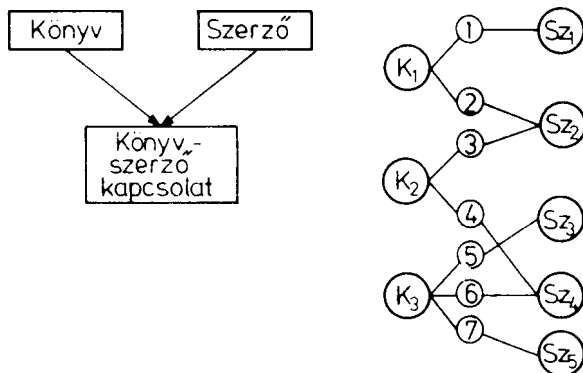 Könyv
Szerző
Könyv-
szerző
kapcsolat
K1
K2
K3
1
2
3
4
5
6
7
Sz1
Sz2
Sz3
Sz4
Sz5